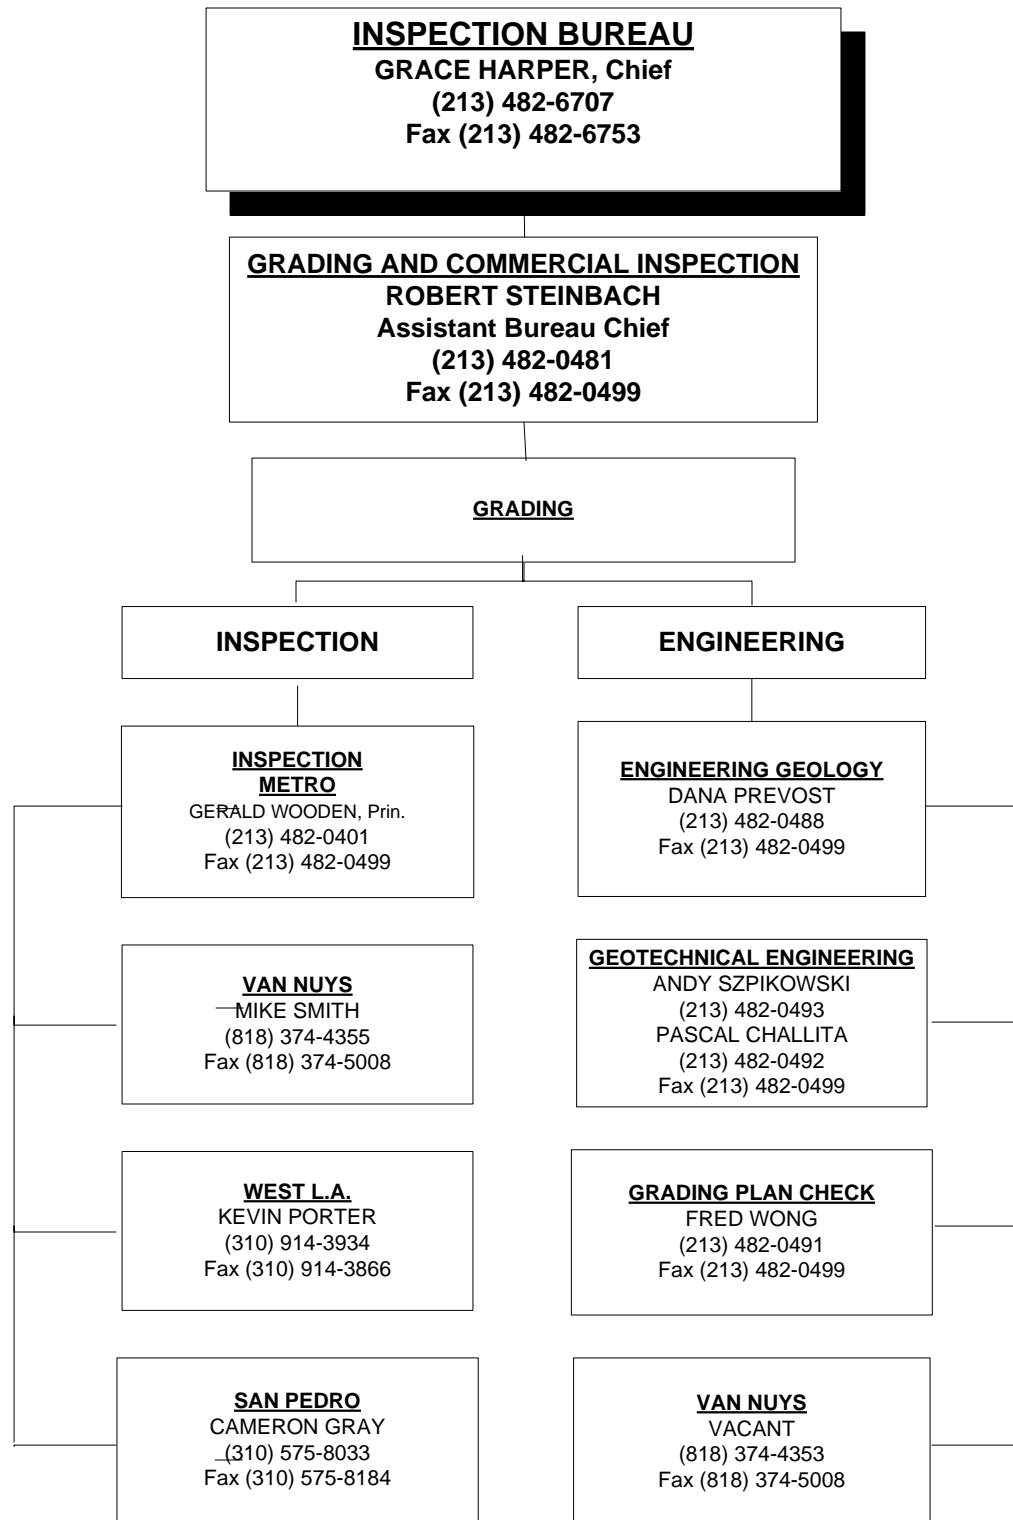 INSPECTION BUREAU
GRACE HARPER, Chief
(213) 482-6707
Fax (213) 482-6753
GRADING AND COMMERCIAL INSPECTION
ROBERT STEINBACH
Assistant Bureau Chief
(213) 482-0481
Fax (213) 482-0499
GRADING
INSPECTION
INSPECTION
METRO
GERALD WOODEN, Prin.
(213) 482-0401
Fax (213) 482-0499
VAN NUYS
MIKE SMITH
(818) 374-4355
Fax (818) 374-5008
WEST L.A.
KEVIN PORTER
(310) 914-3934
Fax (310) 914-3866
SAN PEDRO
CAMERON GRAY
(310) 575-8033
Fax (310) 575-8184
ENGINEERING
ENGINEERING GEOLOGY
DANA PREVOST
(213) 482-0488
Fax (213) 482-0499
GEOTECHNICAL ENGINEERING
ANDY SZPIKOWSKI
(213) 482-0493
PASCAL CHALLITA
(213) 482-0492
Fax (213) 482-0499
GRADING PLAN CHECK
FRED WONG
(213) 482-0491
Fax (213) 482-0499
VAN NUYS
VACANT
(818) 374-4353
Fax (818) 374-5008